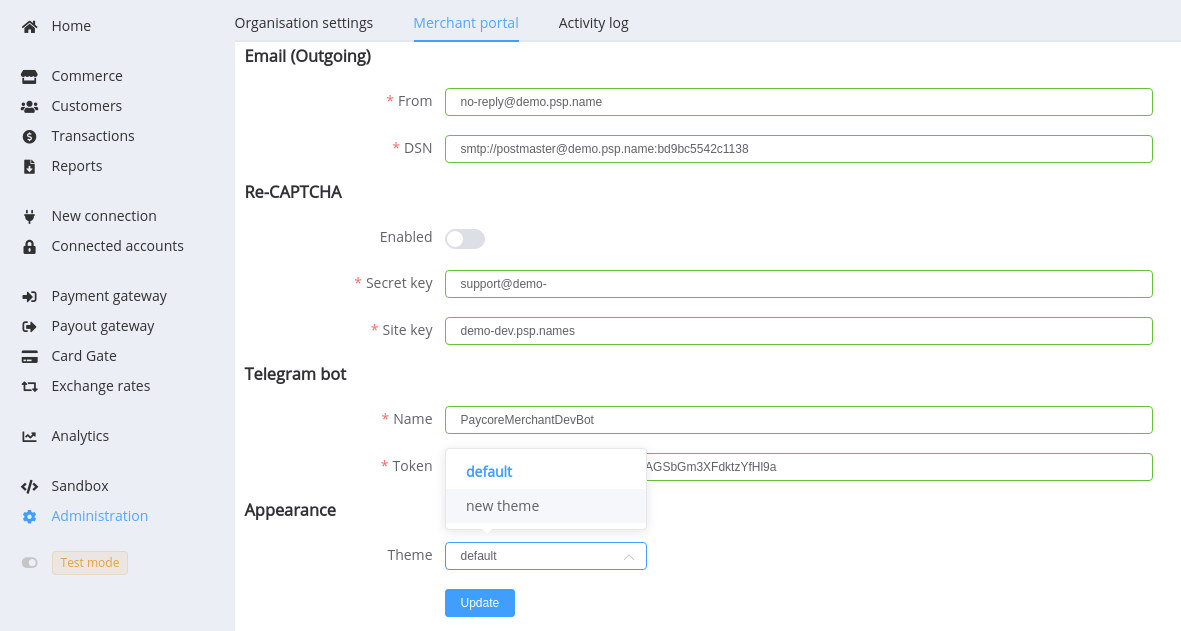 Home
Commerce
Customers
Transactions
Reports
New connection
Connected accounts
Payment gateway
Payout gateway
Card Gate
Exchange rates
Analytics
Sandbox
Administration
Test mode
Organisation settings Merchant portal Activity log
Email (Outgoing)
* From no-reply@demo.psp.name
* DSN smtp://postmaster@demo.psp.name:bd9bc5542c1138
Re-CAPTCHA
Enabled
* Secret key support@demo-
* Site key demo-dev.psp.names
Telegram bot
* Name PaycoreMerchantDevBot
* Token AGSbGm3XFdktzYfHl9a
default
new theme
Appearance
Theme default
Update